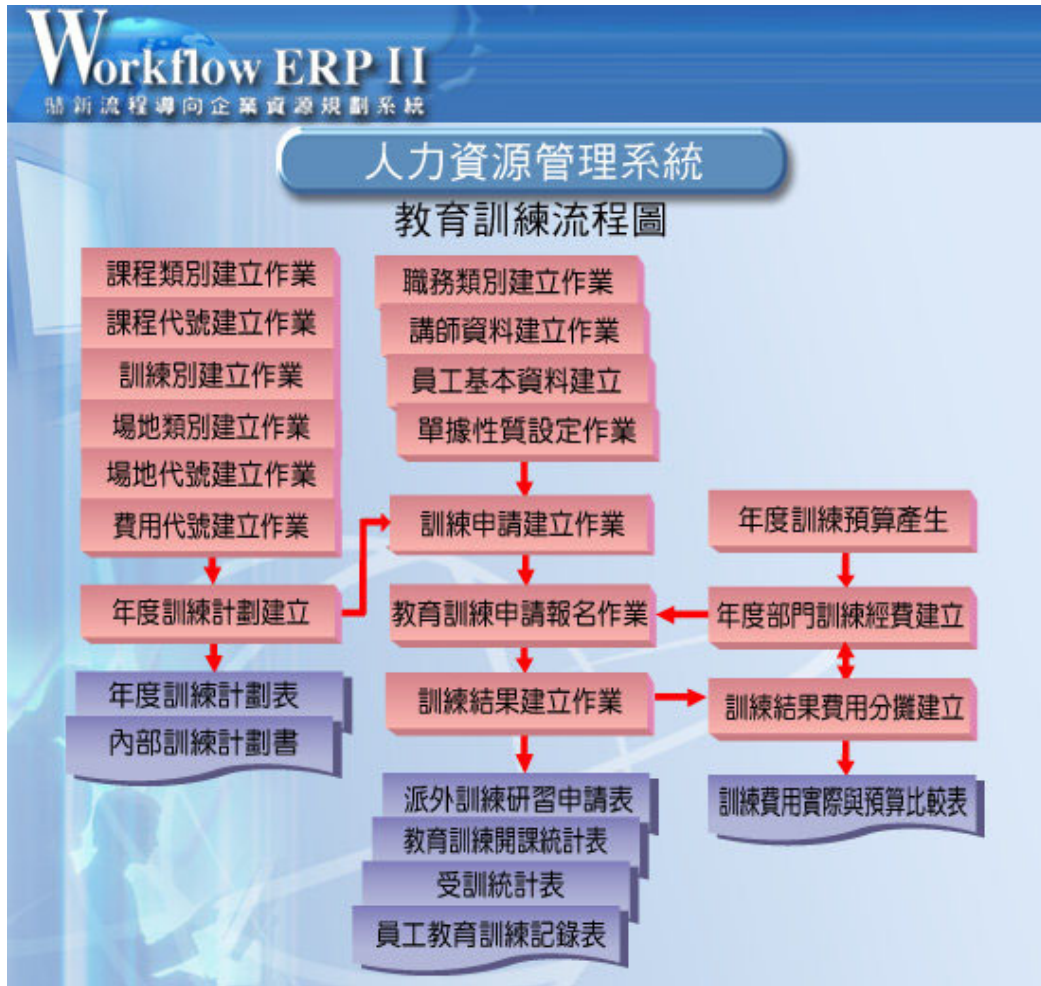 Workflow ERP II
鼎新流程導向企業資源規劃系統
人力資源管理系統
教育訓練流程圖
課程類別建立作業
課程代號建立作業
訓練別建立作業
場地類別建立作業
場地代號建立作業
費用代號建立作業
年度訓練計劃建立
年度訓練計劃表
內部訓練計劃書
職務類別建立作業
講師資料建立作業
員工基本資料建立
單據性質設定作業
訓練申請建立作業
教育訓練申請報名作業
訓練結果建立作業
派外訓練研習申請表
教育訓練開課統計表
受訓統計表
員工教育訓練記錄表
年度訓練預算產生
年度部門訓練經費建立
訓練結果費用分攤建立
訓練費用實際與預算比較表